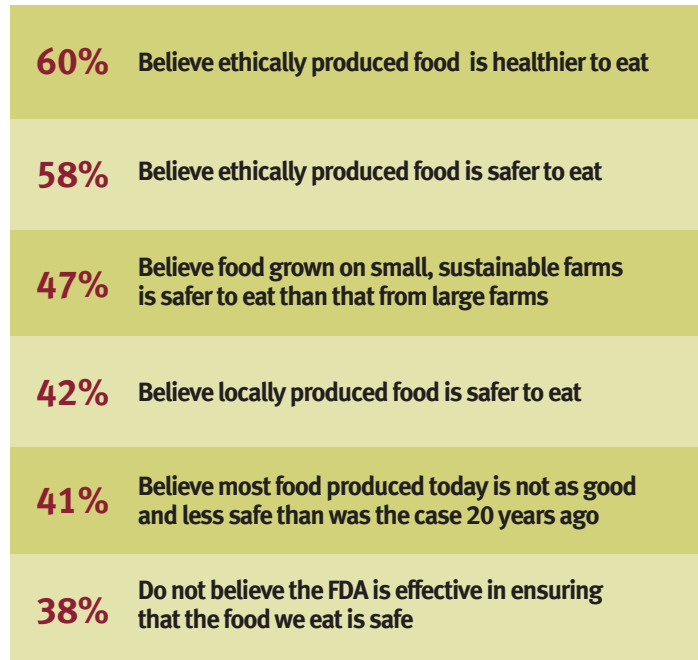 60% Believe ethically produced food is healthier to eat
58% Believe ethically produced food is safer to eat
47% Believe food grown on small, sustainable farms
is safer to eat than that from large farms
42% Believe locally produced food is safer to eat
41% Believe most food produced today is not as good
and less safe than was the case 20 years ago
38% Do not believe the FDA is effective in ensuring
that the food we eat is safe